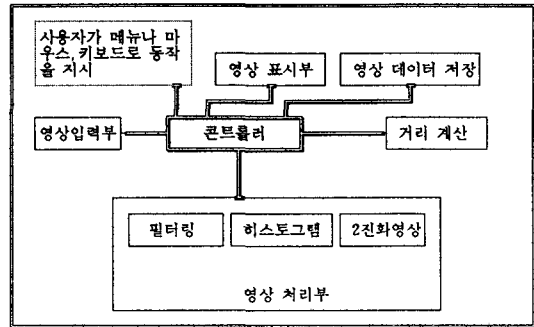 사용자가 메뉴나 마
우스,키보드로 동작
을 지시
영상 표시부
영상 데이터 저장
영상입력부
콘트롤러
거리 계산
필터링
히스토그램
2진화영상
영상 처리부